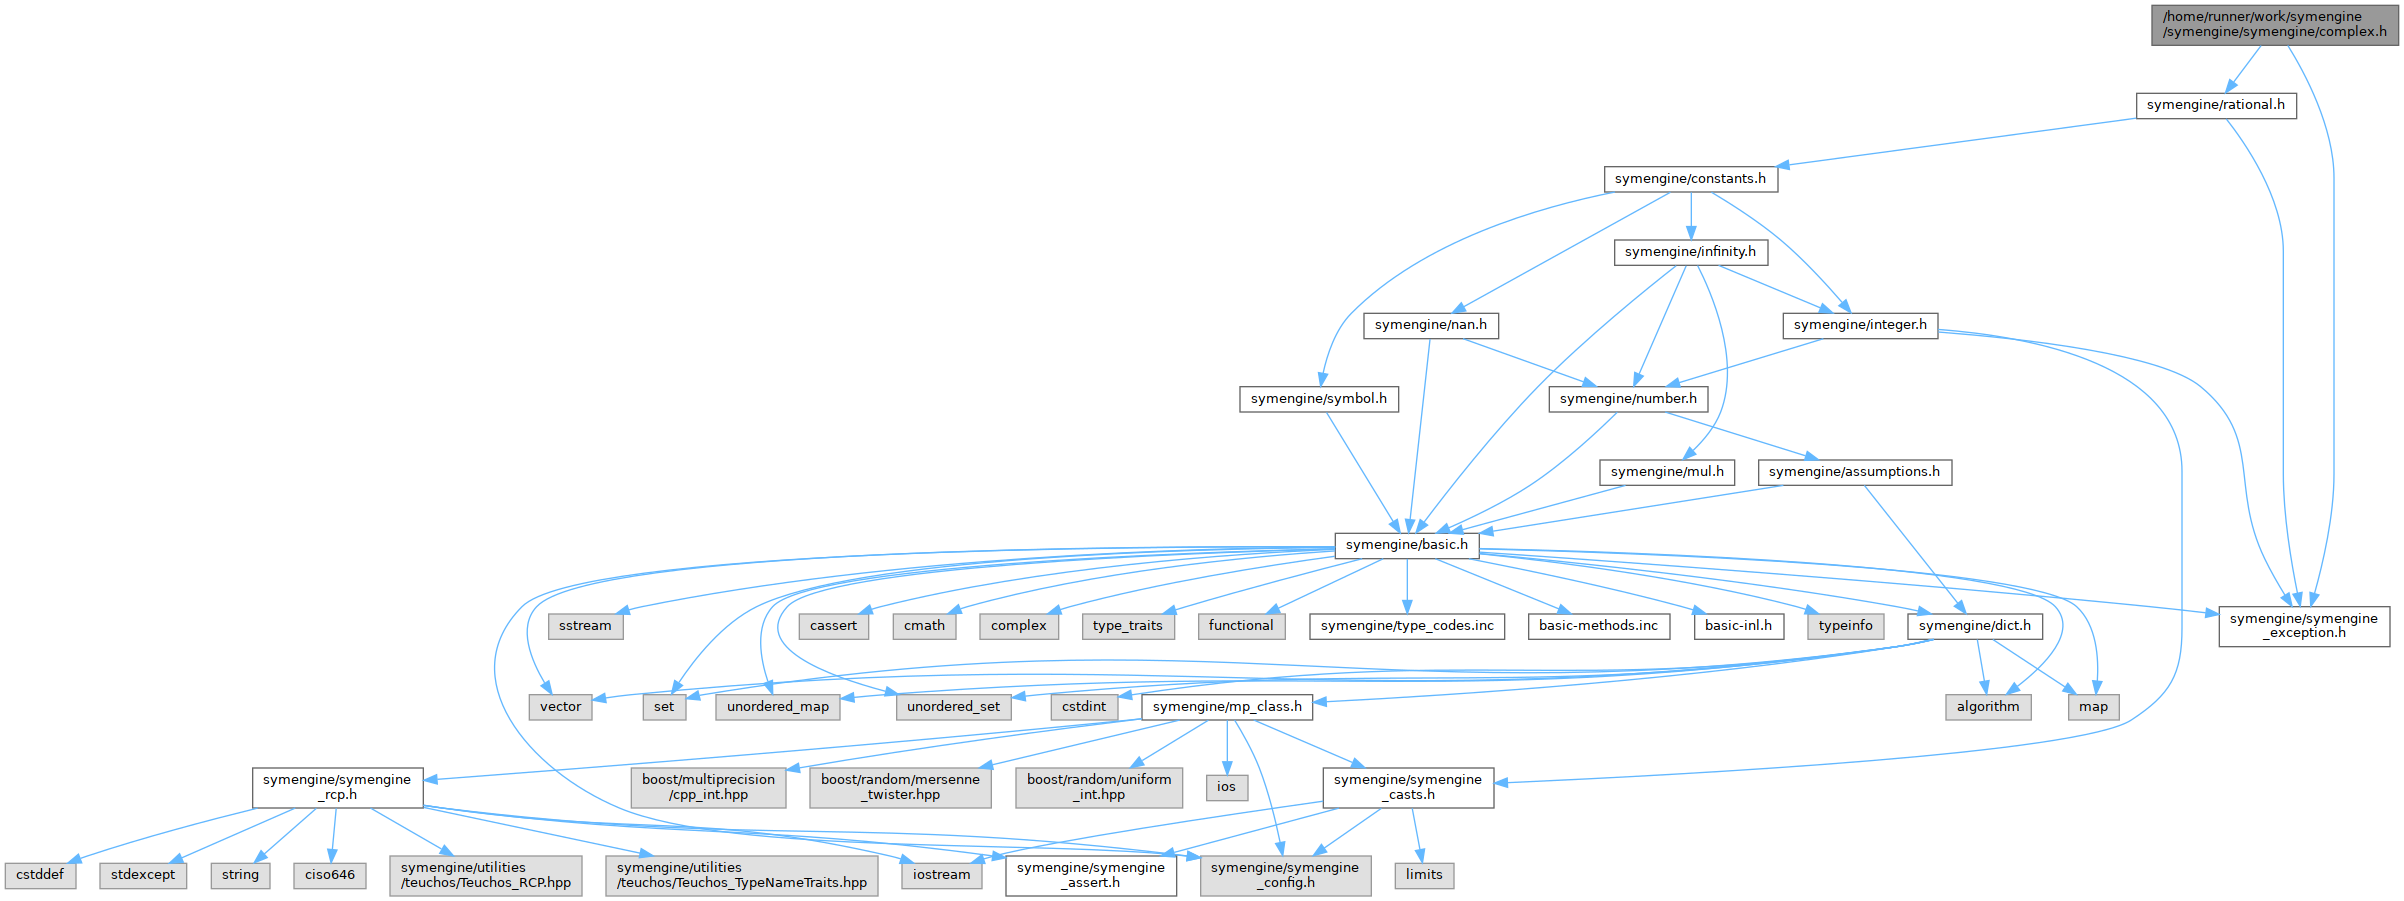 /home/runner/work/symengine
/symengine/symengine/complex.h
symengine/rational.h
symengine/constants.h
symengine/infinity.h
symengine/nan.h
symengine/integer.h
symengine/symbol.h
symengine/number.h
symengine/mul.h
symengine/assumptions.h
symengine/basic.h
sstream
cassert
cmath
complex
type_traits
functional
symengine/type_codes.inc
basic-methods.inc
basic-inl.h
typeinfo
symengine/dict.h
symengine/symengine
_exception.h
vector
set
unordered_map
unordered_set
cstdint
symengine/mp_class.h
algorithm
map
symengine/symengine
_rcp.h
boost/multiprecision
/cpp_int.hpp
boost/random/mersenne
_twister.hpp
boost/random/uniform
_int.hpp
ios
symengine/symengine
_casts.h
cstddef
stdexcept
string
ciso646
symengine/utilities
/teuchos/Teuchos_RCP.hpp
symengine/utilities
/teuchos/Teuchos_TypeNameTraits.hpp
iostream
symengine/symengine
_assert.h
symengine/symengine
_config.h
limits